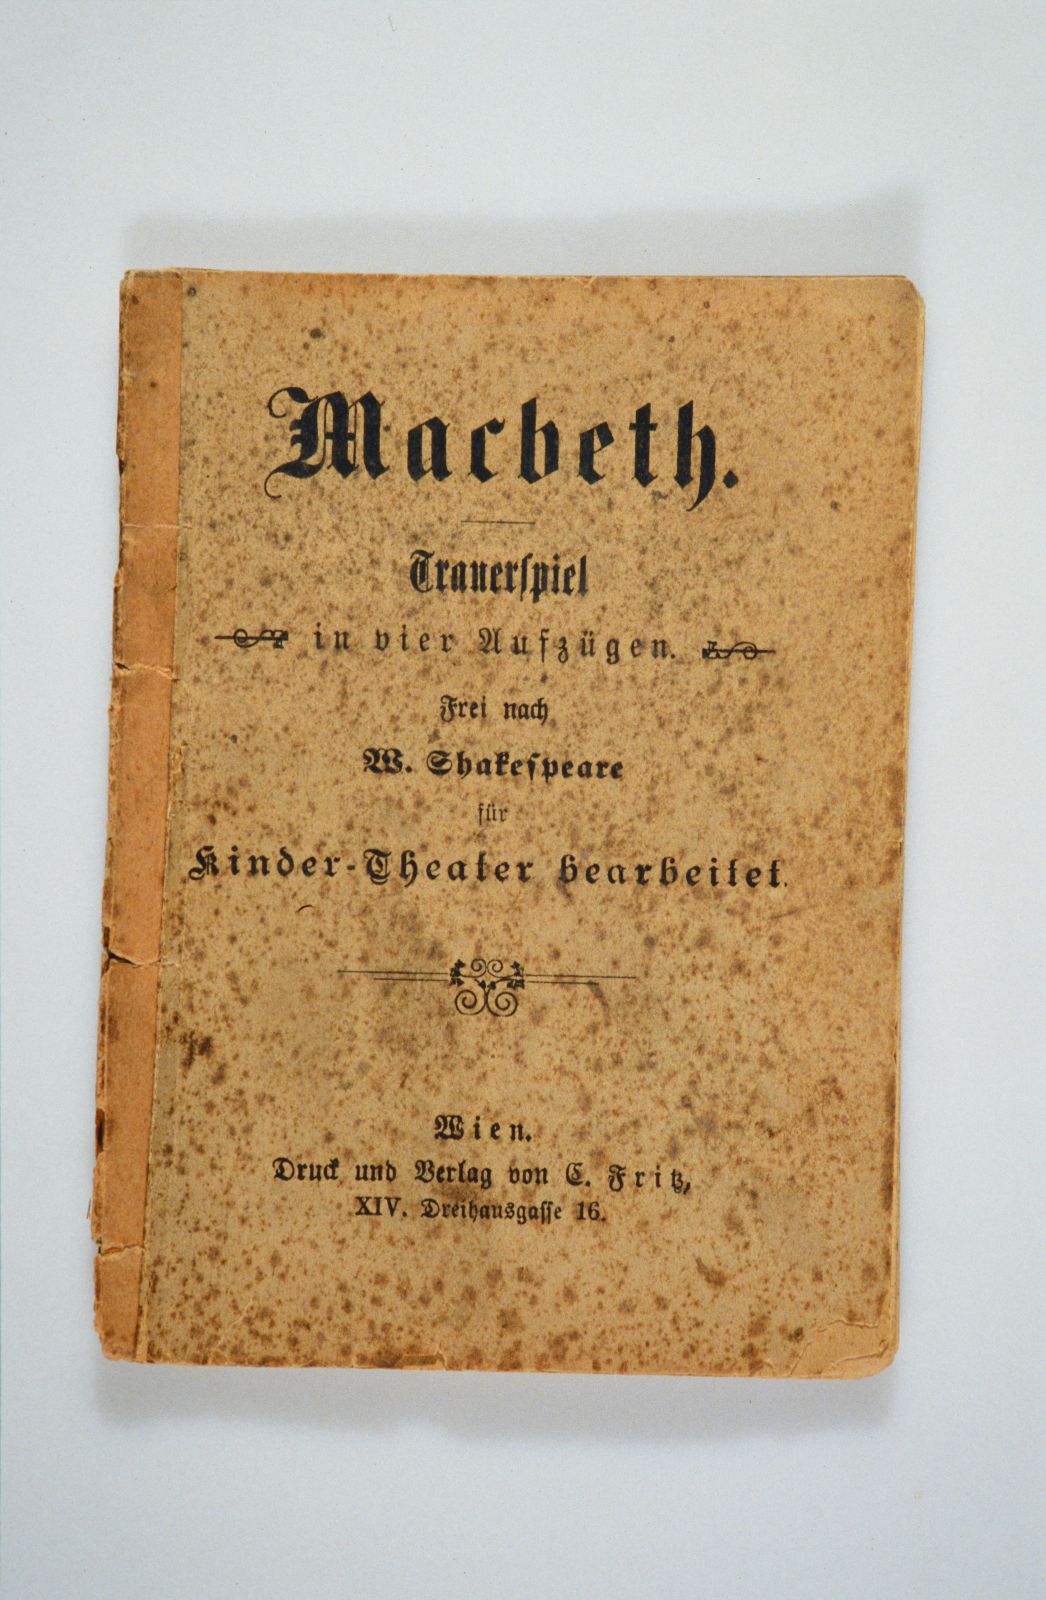 Macbeth.
Trauerspiel
in vier Aufzügen.
Frei nach
W. Shakespeare
für
Kinder-Theater bearbeitet.
Wien.
Druck und Verlag von C. Fritz,
XIV. Dreihausgasse 16.